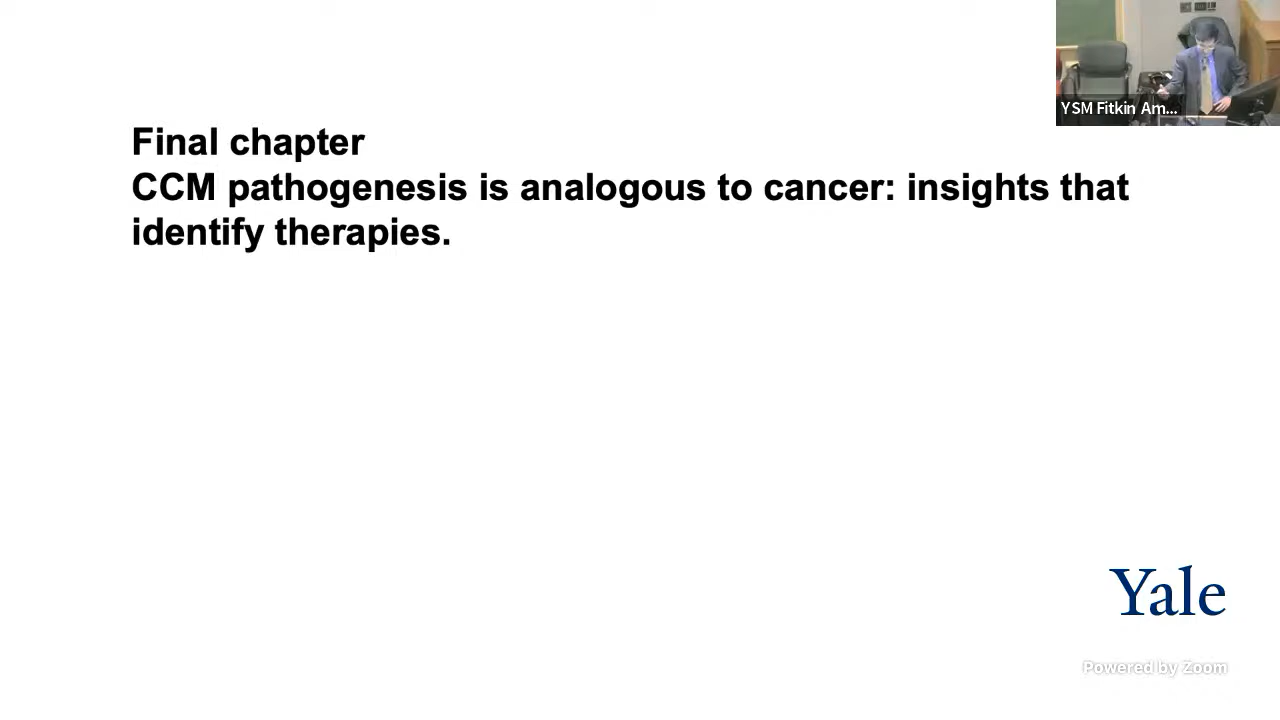 YSM Fitkin Am...
Final chapter
CCM pathogenesis is analogous to cancer: insights that
identify therapies.
Yale
Powered by Zoom